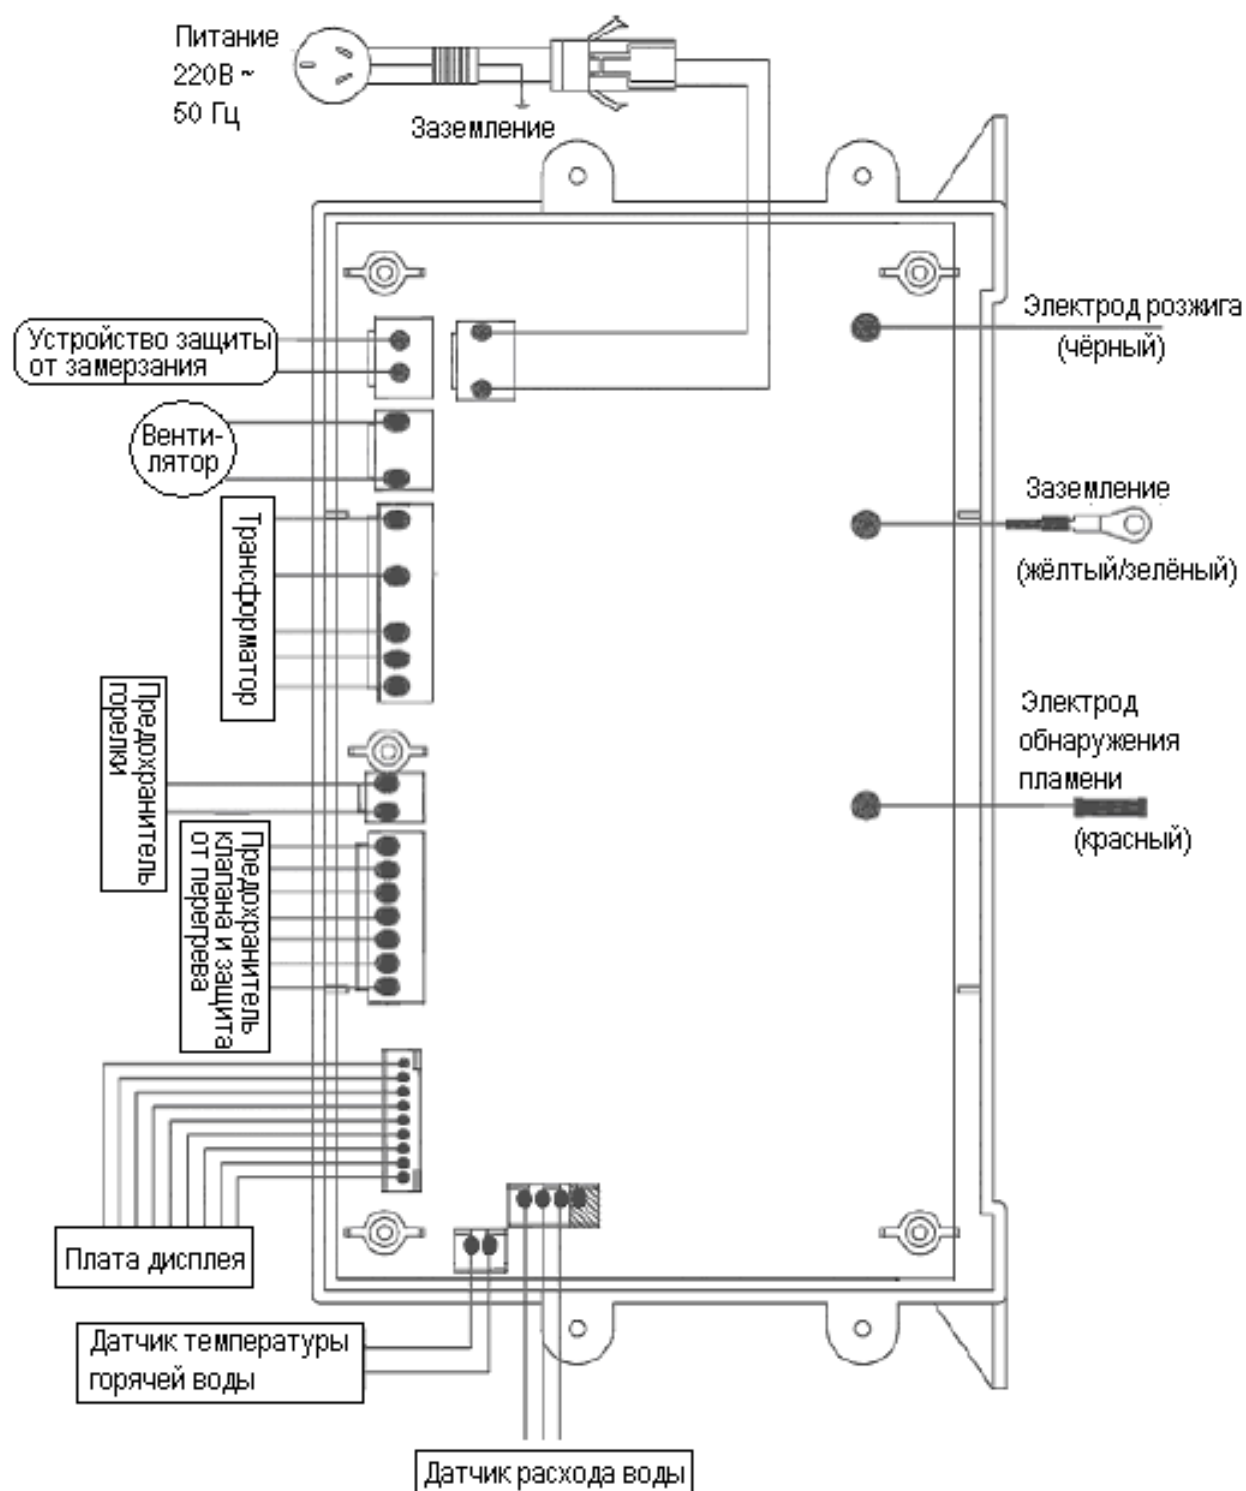 Питание
220В ~
50 Гц
Заземление
Устройство защиты
от замерзания
Электрод розжига
(чёрный)
Венти-
лятор
Трансформатор
Заземление
(жёлтый/зелёный)
Предохранитель
горелки
Электрод
обнаружения
пламени
(красный)
Предохранитель
клапана и защита
от перегрева
Плата дисплея
Датчик температуры
горячей воды
Датчик расхода воды